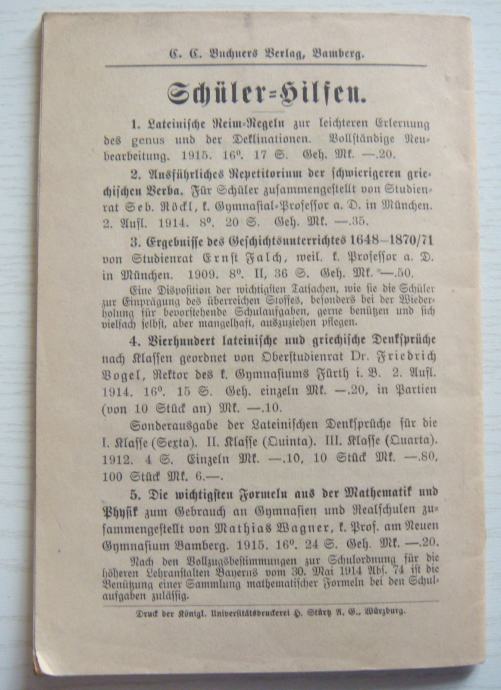 C. C. Buchners Verlag, Bamberg.
Schüler-Hilfen.
1. Lateinische Reim-Regeln zur leichteren Erlernung
des genus und der Deklinationen. Vollständige Neu-
bearbeitung. 1915. 16°. 17 S. Geh. Mk. —.20.
2. Ausführliches Repetitorium der schwierigeren grie-
chischen Verba. Für Schüler zusammengestellt von Studien-
rat Seb. Röckl, k. Gymnasial-Professor a. D. in München.
2. Aufl. 1914. 8°. 20 S. Geh. Mk. —.35.
3. Ergebnisse des Geschichtsunterrichtes 1648—1870/71
von Studienrat Ernst Falch, weil. k. Professor a. D.
in München. 1909. 8°. II, 36 S. Geh. Mk. —.50.
Eine Disposition der wichtigsten Tatsachen, wie sie die Schüler
zur Einprägung des überreichen Stoffes, besonders bei der Wieder-
holung für bevorstehende Schulaufgaben, gerne benützen und sich
vielfach selbst, aber mangelhaft, auszuziehen pflegen.
4. Vierhundert lateinische und griechische Denksprüche
nach Klassen geordnet von Oberstudienrat Dr. Friedrich
Vogel, Rektor des k. Gymnasiums Fürth i. B. 2. Aufl.
1914. 16°. 15 S. Geh. einzeln Mk. —.20, in Partien
(von 10 Stück an) Mk. —.10.
Sonderausgabe der Lateinischen Denksprüche für die
I. Klasse (Sexta). II. Klasse (Quinta). III. Klasse (Quarta).
1912. 4 S. Einzeln Mk. —.10, 10 Stück Mk. —.80,
100 Stück Mk. 6.—.
5. Die wichtigsten Formeln aus der Mathematik und
Physik zum Gebrauch an Gymnasien und Realschulen zu-
sammengestellt von Mathias Wagner, k. Prof. am Neuen
Gymnasium Bamberg. 1915. 16°. 24 S. Geh. Mk. —.20.
Nach den Vollzugsbestimmungen zur Schulordnung für die
höheren Lehranstalten Bayerns vom 30. Mai 1914 Abs. 74 ist die
Benützung einer Sammlung mathematischer Formeln bei den Schul-
aufgaben zulässig.
Druck der Königl. Universitätsdruckerei H. Stürtz A. G., Würzburg.